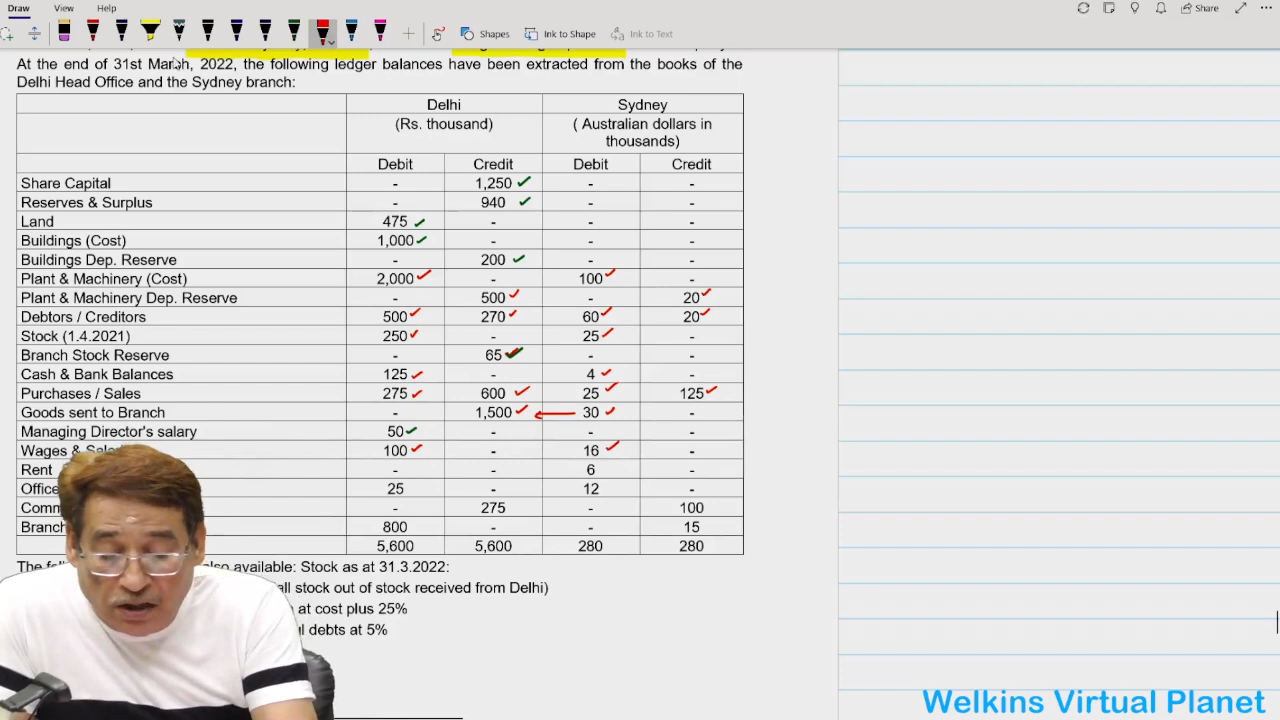 Draw View Help
Share
Shapes Ink to Shape Ink to Text
At the end of 31st March, 2022, the following ledger balances have been extracted from the books of the
Delhi Head Office and the Sydney branch:
Delhi Sydney
(Rs. thousand) ( Australian dollars in
thousands)
Debit Credit Debit Credit
Share Capital - 1,250 - -
Reserves & Surplus - 940 - -
Land 475 - - -
Buildings (Cost) 1,000 - - -
Buildings Dep. Reserve - 200 - -
Plant & Machinery (Cost) 2,000 - 100 -
Plant & Machinery Dep. Reserve - 500 - 20
Debtors / Creditors 500 270 60 20
Stock (1.4.2021) 250 - 25 -
Branch Stock Reserve - 65 - -
Cash & Bank Balances 125 - 4 -
Purchases / Sales 275 600 25 125
Goods sent to Branch - 1,500 30 -
Managing Director's salary 50 - - -
Wages & 100 - 16 -
Rent - - 6 -
Office 25 - 12 -
275 - 100
Branch 800 - - 15
5,600 5,600 280 280
The also available: Stock as at 31.3.2022:
all stock out of stock received from Delhi)
at cost plus 25%
debts at 5%
Welkins Virtual Planet